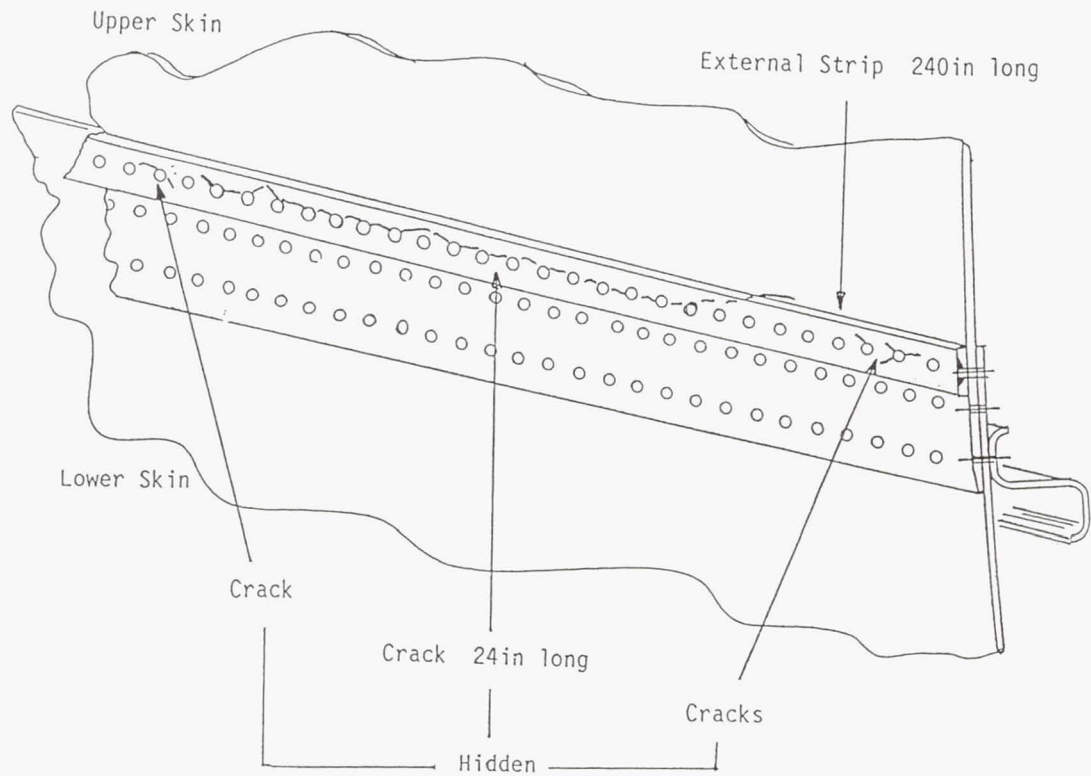 Upper Skin
External Strip 240in long
Lower Skin
Crack
Crack 24in long
Cracks
Hidden